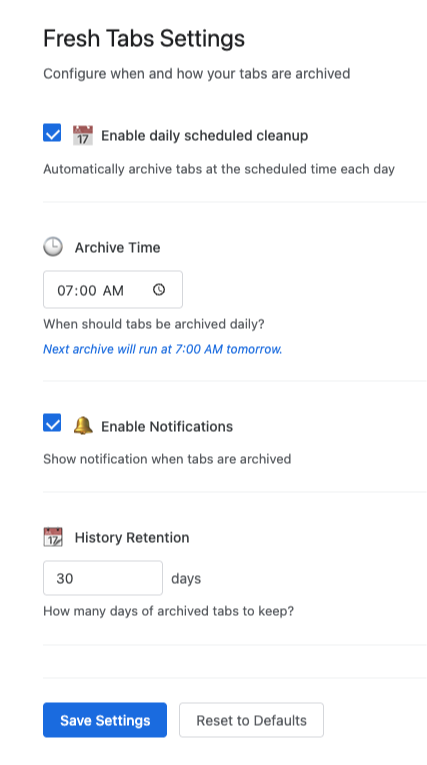 Fresh Tabs Settings
Configure when and how your tabs are archived
17 Enable daily scheduled cleanup
Automatically archive tabs at the scheduled time each day
Archive Time
07:00 AM
When should tabs be archived daily?
Next archive will run at 7:00 AM tomorrow.
Enable Notifications
Show notification when tabs are archived
17 History Retention
30 days
How many days of archived tabs to keep?
Save Settings Reset to Defaults